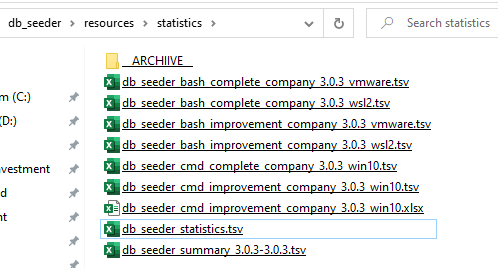 db_seeder > resources > statistics >
Search statistics
__ARCHIIVE__
db_seeder_bash_complete_company_3.0.3_vmware.tsv
db_seeder_bash_complete_company_3.0.3_wsl2.tsv
db_seeder_bash_improvement_company_3.0.3_vmware.tsv
db_seeder_bash_improvement_company_3.0.3_wsl2.tsv
m (C:)
db_seeder_cmd_complete_company_3.0.3_win10.tsv
(D:)
db_seeder_cmd_improvement_company_3.0.3_win10.tsv
nvestment
db_seeder_cmd_improvement_company_3.0.3_win10.xlsx
d
db_seeder_statistics.tsv
nt
db_seeder_summary_3.0.3-3.0.3.tsv